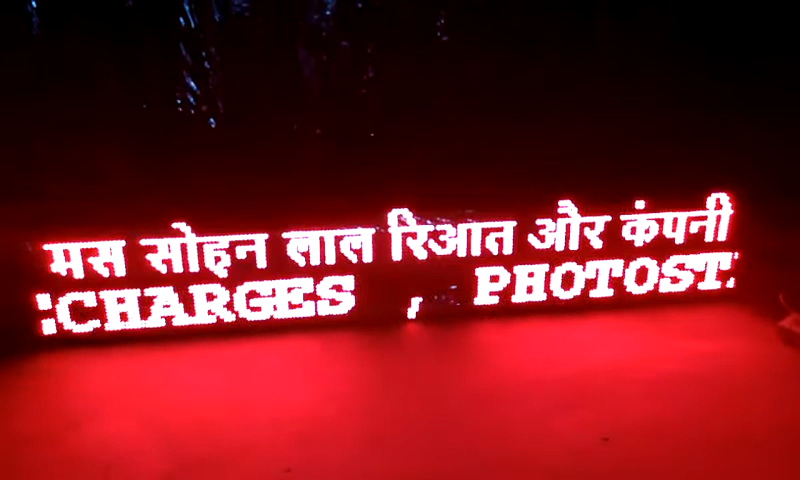 मस सोहन लाल रिआत और कंपनी
CHARGES , PHOTOST